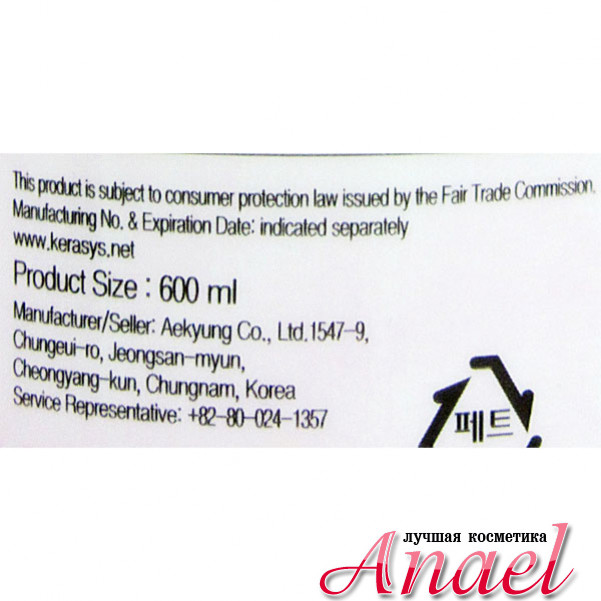 This product is subject to consumer protection law issued by the Fair Trade Commission.
Manufacturing No. & Expiration Date: indicated separately
www.kerasys.net
Product Size : 600 ml
Manufacturer/Seller: Aekyung Co., Ltd.1547-9,
Chungeui-ro, Jeongsan-myun,
Cheongyang-kun, Chungnam, Korea
Service Representative: +82-80-024-1357
페트
лучшая косметика
Anael